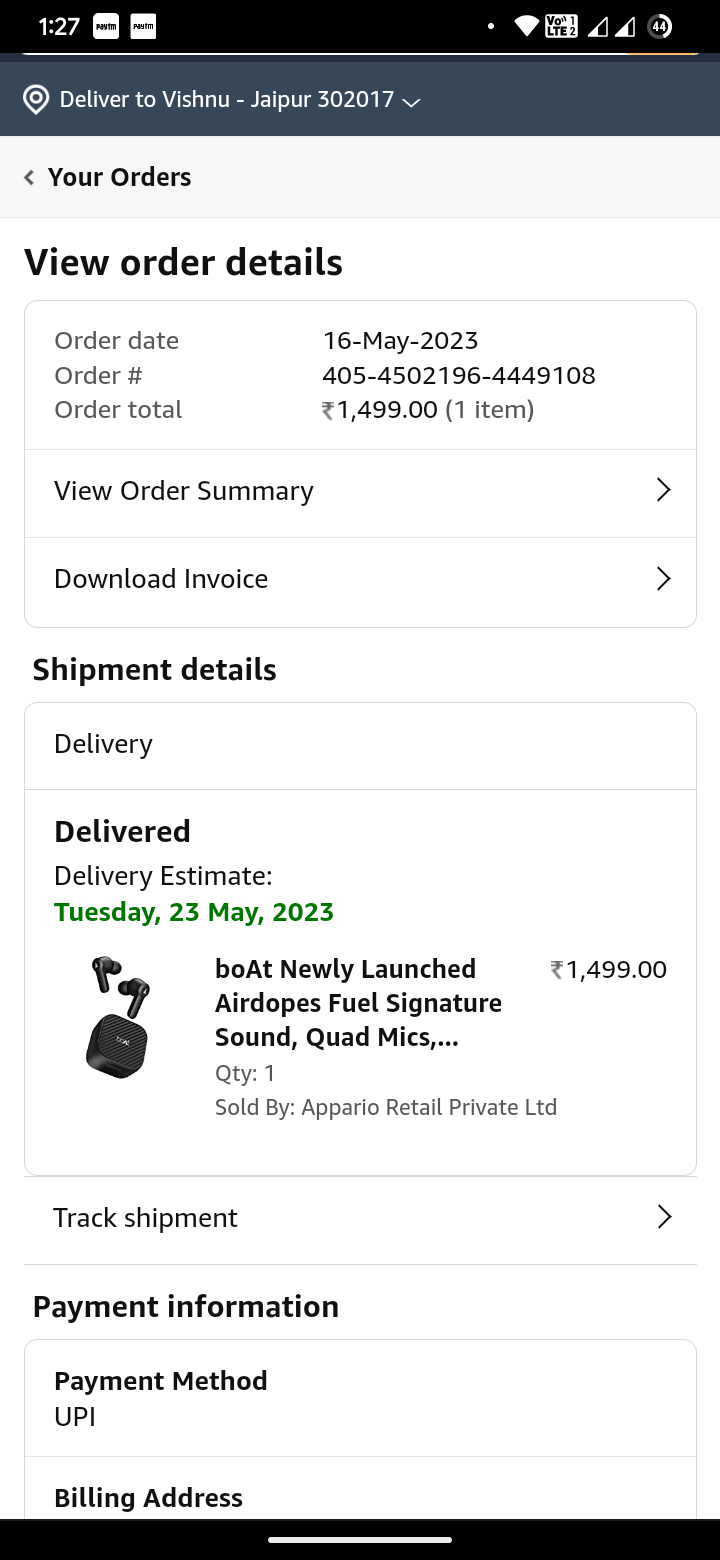 1:27 paytm paytm Vo)) 1 LTE 2 44
Deliver to Vishnu - Jaipur 302017
Your Orders
View order details
Order date 16-May-2023
Order # 405-4502196-4449108
Order total ₹1,499.00 (1 item)
View Order Summary
Download Invoice
Shipment details
Delivery
Delivered
Delivery Estimate:
Tuesday, 23 May, 2023
boAt Newly Launched ₹1,499.00
Airdopes Fuel Signature
Sound, Quad Mics,...
Qty: 1
Sold By: Appario Retail Private Ltd
boAt
Track shipment
Payment information
Payment Method
UPI
Billing Address